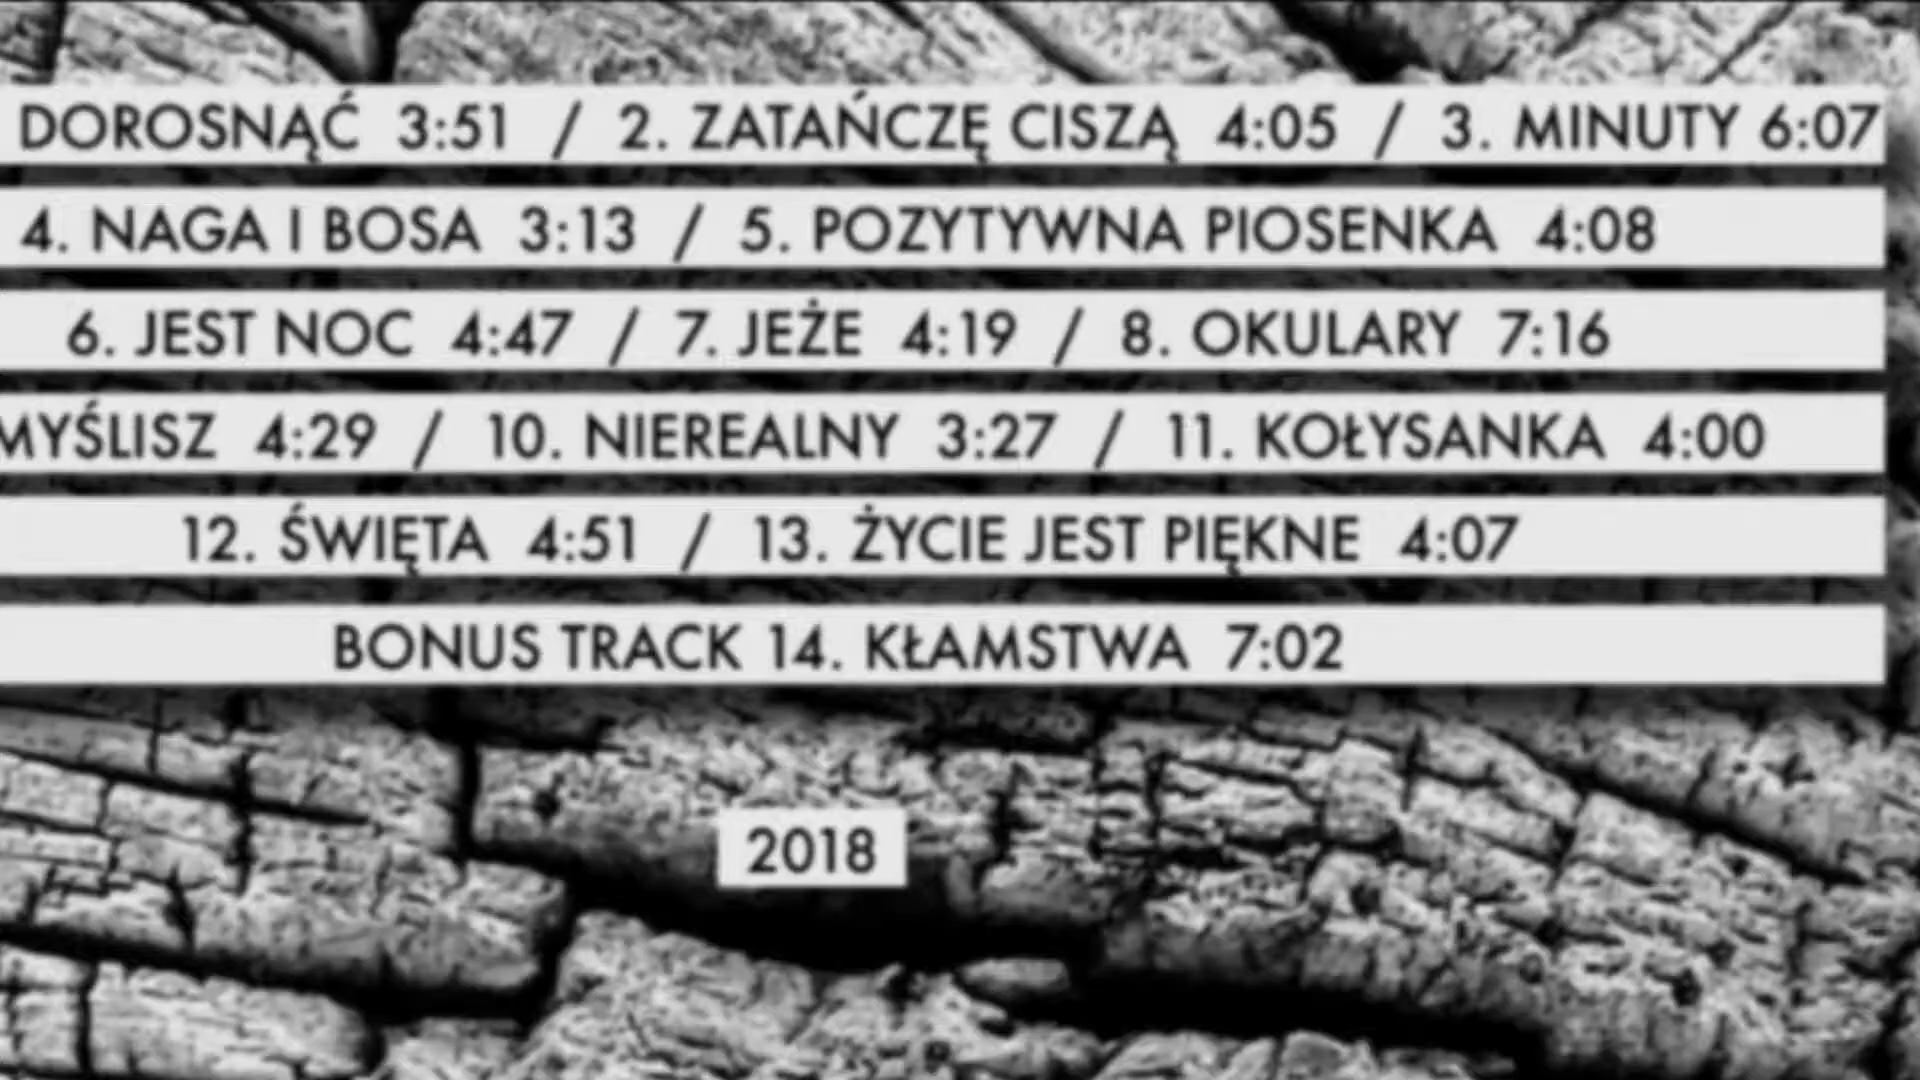 DOROSNĄĆ 3:51 / 2. ZATAŃCZĘ CISZĄ 4:05 / 3. MINUTY 6:07
4. NAGA I BOSA 3:13 / 5. POZYTYWNA PIOSENKA 4:08
6. JEST NOC 4:47 / 7. JEŻE 4:19 / 8. OKULARY 7:16
MYŚLISZ 4:29 / 10. NIEREALNY 3:27 / 11. KOŁYSANKA 4:00
12. ŚWIĘTA 4:51 / 13. ŻYCIE JEST PIĘKNE 4:07
BONUS TRACK 14. KŁAMSTWA 7:02
2018